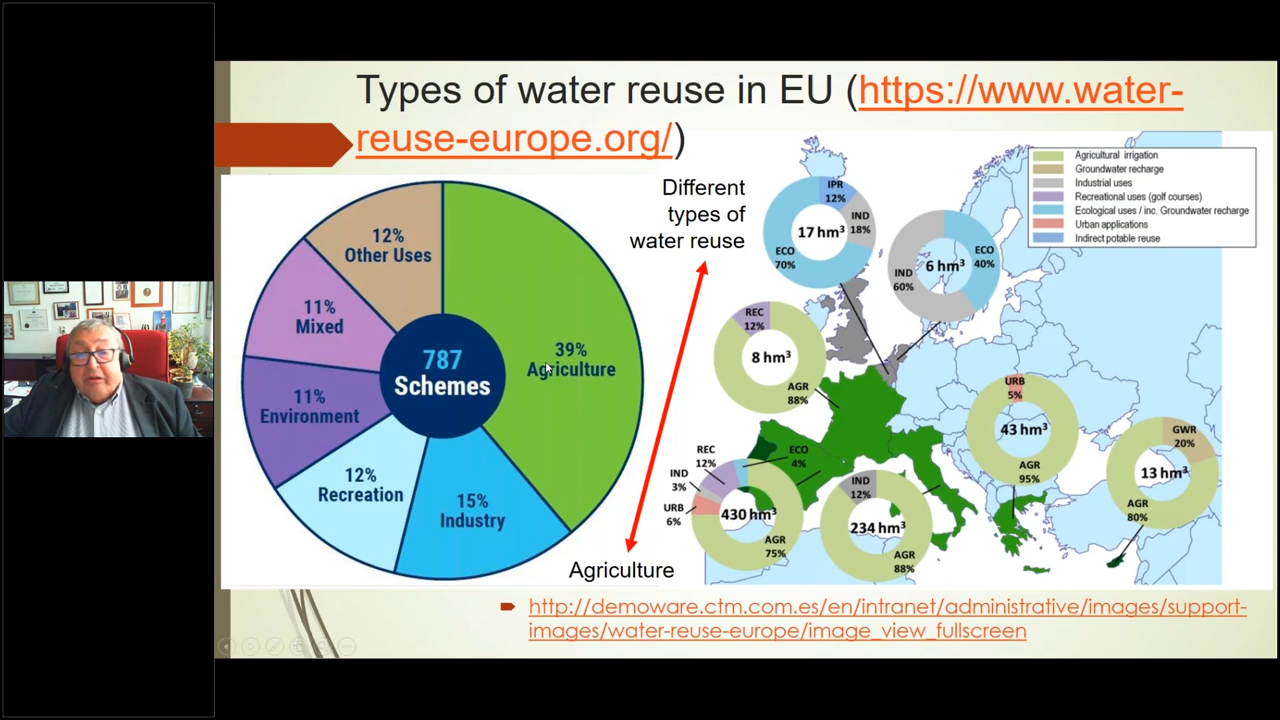 Types of water reuse in EU (https://www.water-
reuse-europe.org/)
12%
Other Uses
11%
Mixed
11%
Environment
12%
Recreation
15%
Industry
39%
Agriculture
787
Schemes
Different
types of
water reuse
Agriculture
Agricultural irrigation
Groundwater recharge
Industrial uses
Recreational uses (golf courses)
Ecological uses / inc. Groundwater recharge
Urban applications
Indirect potable reuse
IPR
12%
IND
18%
17 hm³
ECO
70%
ECO
40%
6 hm³
IND
60%
REC
12%
8 hm³
AGR
88%
URB
5%
43 hm³
AGR
95%
GWR
20%
13 hm³
AGR
80%
REC
12%
ECO
4%
IND
3%
URB
6%
430 hm³
AGR
75%
IND
12%
234 hm³
AGR
88%
http://demoware.ctm.com.es/en/intranet/administrative/images/support-
images/water-reuse-europe/image_view_fullscreen